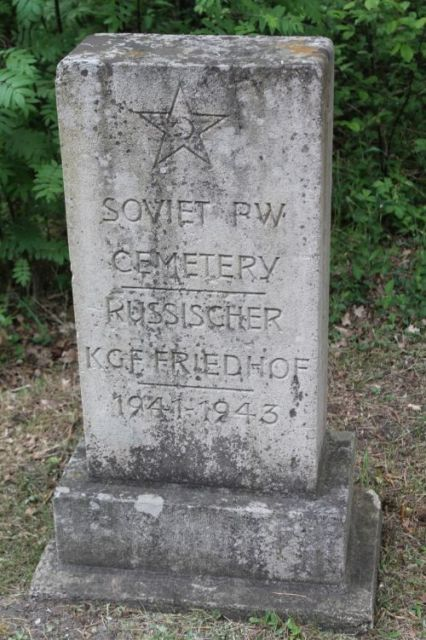 SOVIET PW
CEMETERY
RUSSISCHER
KGF FRIEDHOF
1941-1943